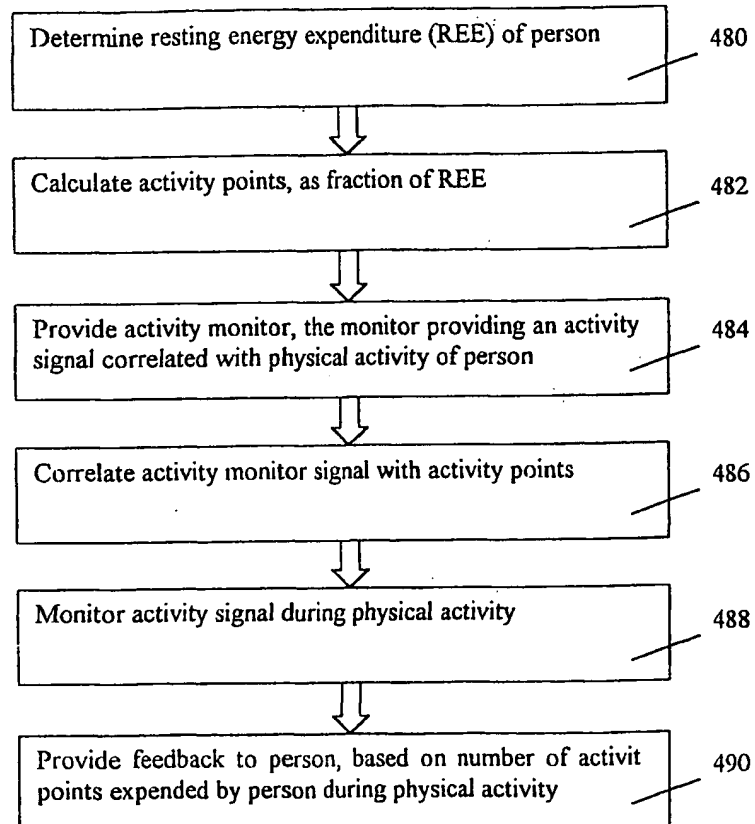 Determine resting energy expenditure (REE) of person
480
Calculate activity points, as fraction of REE
482
Provide activity monitor, the monitor providing an activity
signal correlated with physical activity of person
484
Correlate activity monitor signal with activity points
486
Monitor activity signal during physical activity
488
Provide feedback to person, based on number of activit
points expended by person during physical activity
490